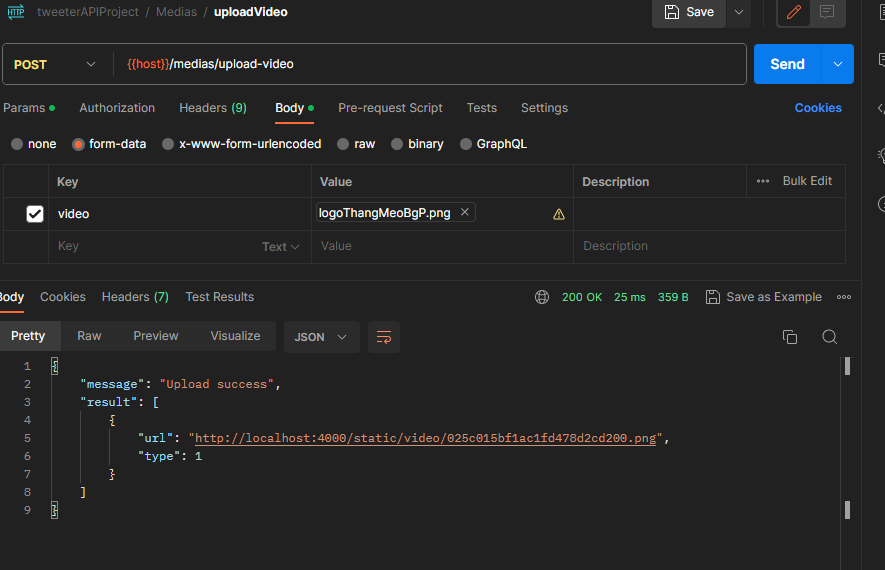 HTTP tweeterAPIProject / Medias / uploadVideo Save
POST {{host}}/medias/upload-video Send
Params Authorization Headers (9) Body Pre-request Script Tests Settings Cookies
none form-data x-www-form-urlencoded raw binary GraphQL
Key Value Description Bulk Edit
video logoThangMeoBgP.png
Key Text Value Description
Body Cookies Headers (7) Test Results 200 OK 25 ms 359 B Save as Example
Pretty Raw Preview Visualize JSON
1 {
2 "message": "Upload success",
3 "result": [
4 {
5 "url": "http://localhost:4000/static/video/025c015bf1ac1fd478d2cd200.png",
6 "type": 1
7 }
8 ]
9 }